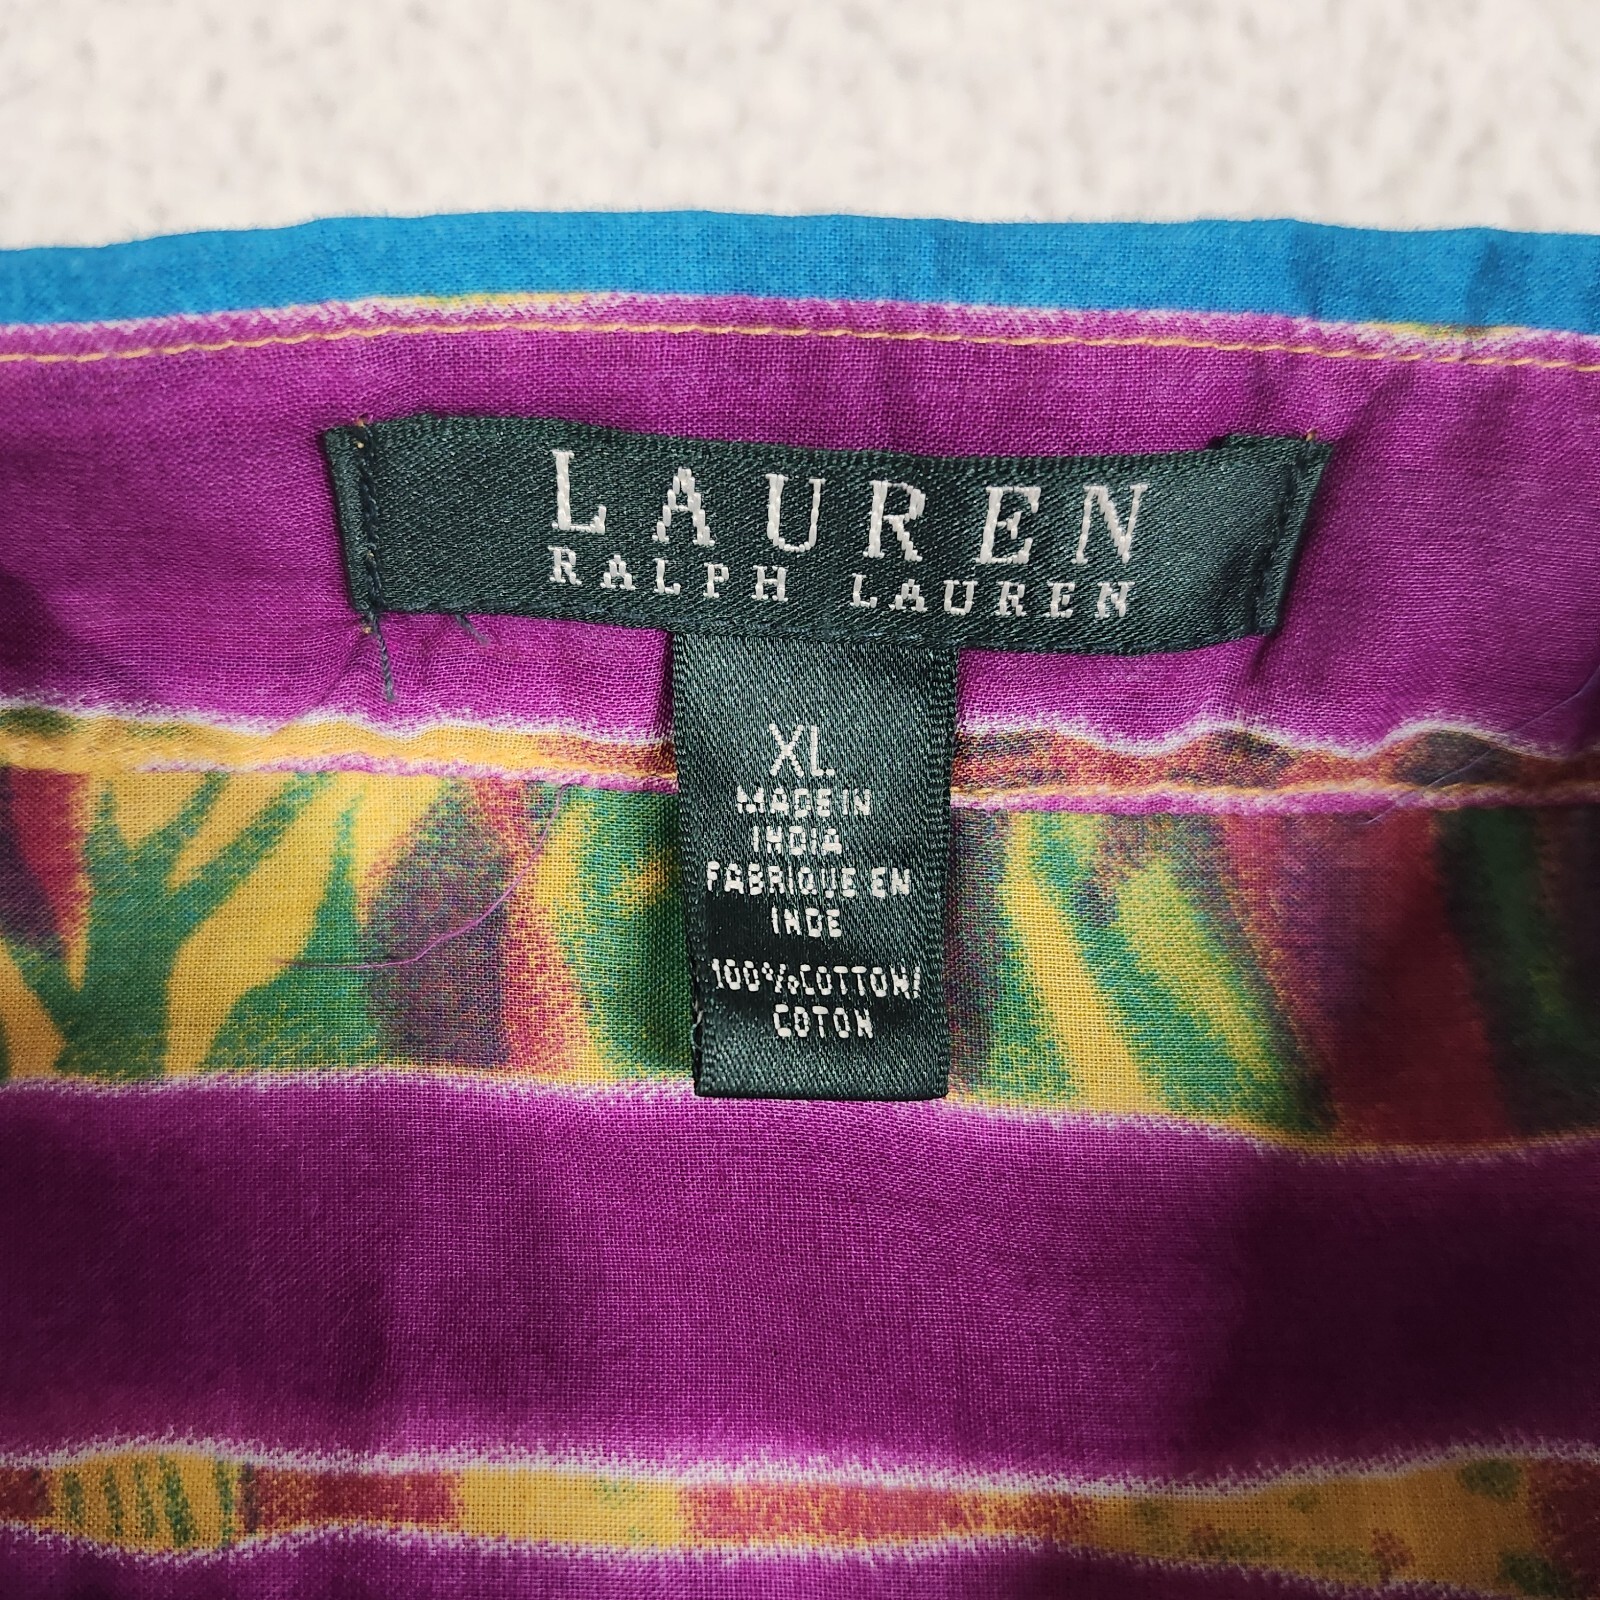 LAUREN
RALPH LAUREN
XL
MADE IN
INDIA
FABRIQUE EN
INDE
100% COTTON/
COTON